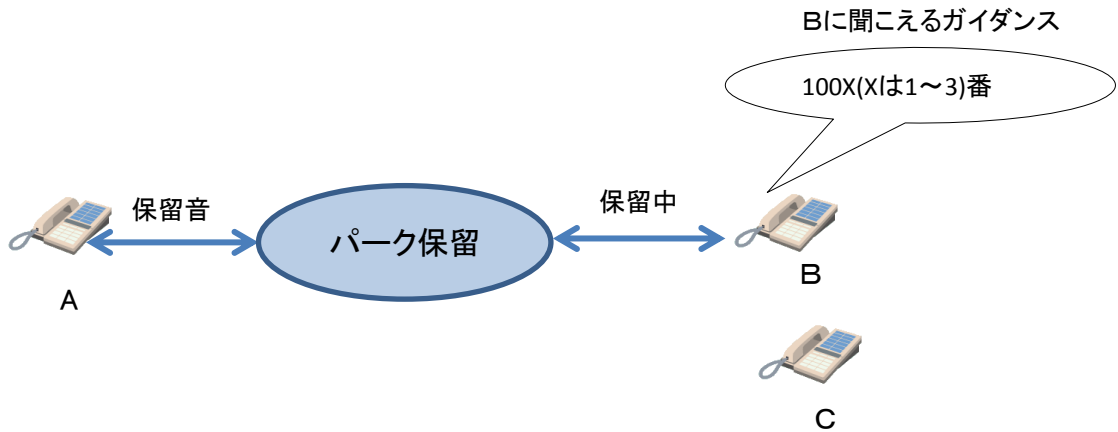 Bに聞こえるガイダンス
100X(Xは1～3)番
保留音
保留中
パーク保留
A
B
C